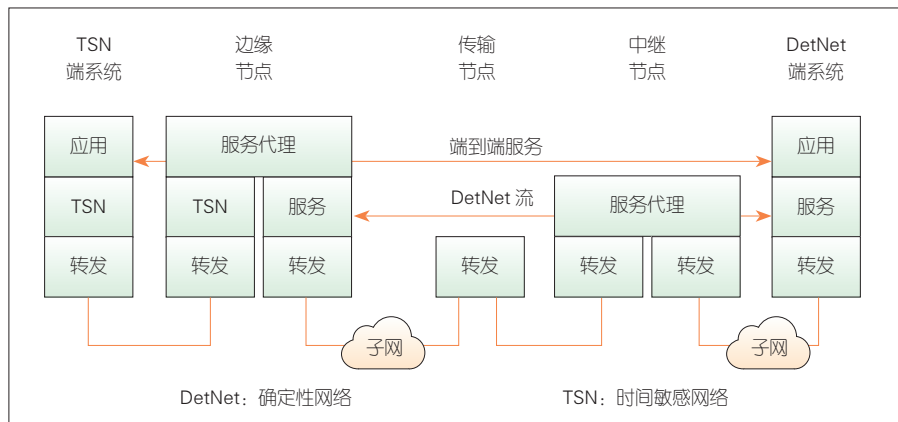 TSN
端系统
边缘
节点
传输
节点
中继
节点
DetNet
端系统
应用
服务代理
端到端服务
应用
TSN
TSN
服务
DetNet 流
服务代理
服务
转发
转发
转发
转发
转发
转发
转发
子网
子网
DetNet：确定性网络
TSN：时间敏感网络